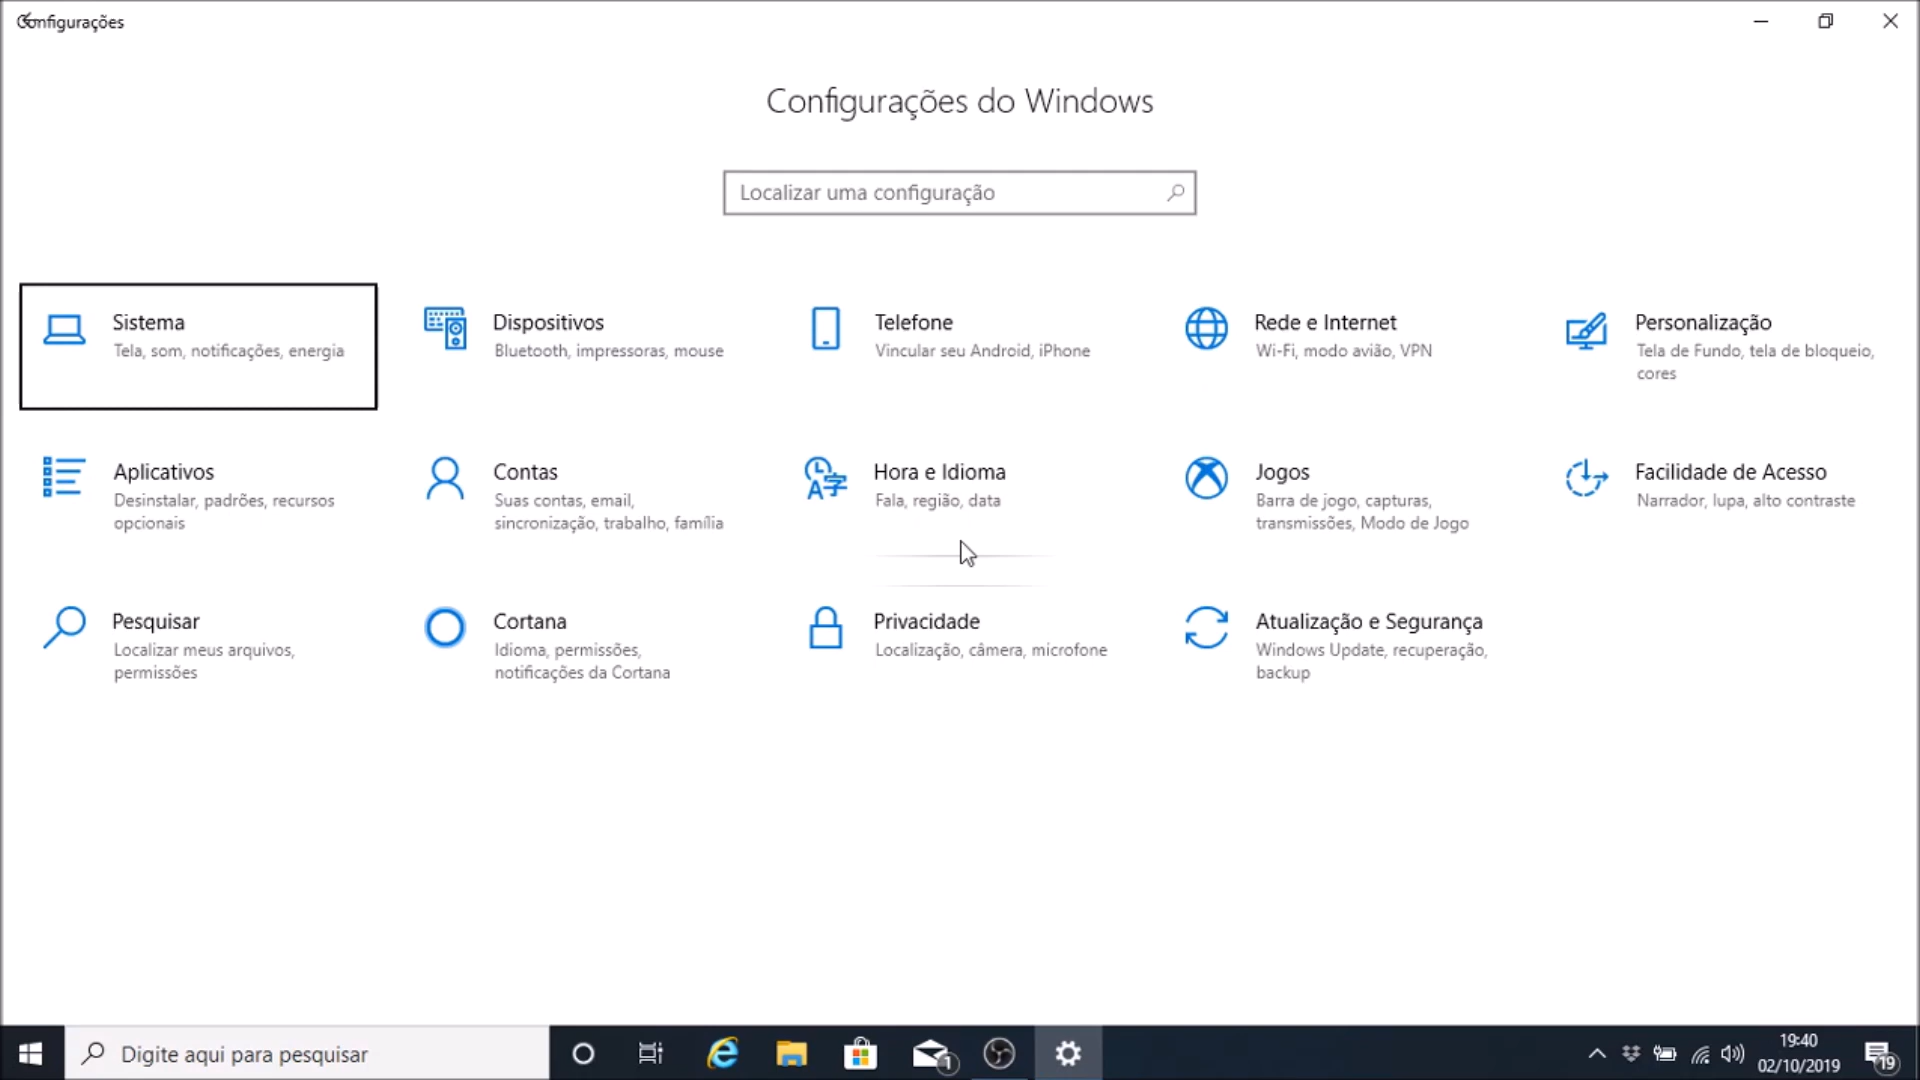 Configurações
Configurações do Windows
Localizar uma configuração
Sistema
Tela, som, notificações, energia
Dispositivos
Bluetooth, impressoras, mouse
Telefone
Vincular seu Android, iPhone
Rede e Internet
Wi-Fi, modo avião, VPN
Personalização
Tela de Fundo, tela de bloqueio,
cores
Aplicativos
Desinstalar, padrões, recursos
opcionais
Contas
Suas contas, email,
sincronização, trabalho, família
Hora e Idioma
Fala, região, data
Jogos
Barra de jogo, capturas,
transmissões, Modo de Jogo
Facilidade de Acesso
Narrador, lupa, alto contraste
Pesquisar
Localizar meus arquivos,
permissões
Cortana
Idioma, permissões,
notificações da Cortana
Privacidade
Localização, câmera, microfone
Atualização e Segurança
Windows Update, recuperação,
backup
Digite aqui para pesquisar
1
19:40
02/10/2019
19